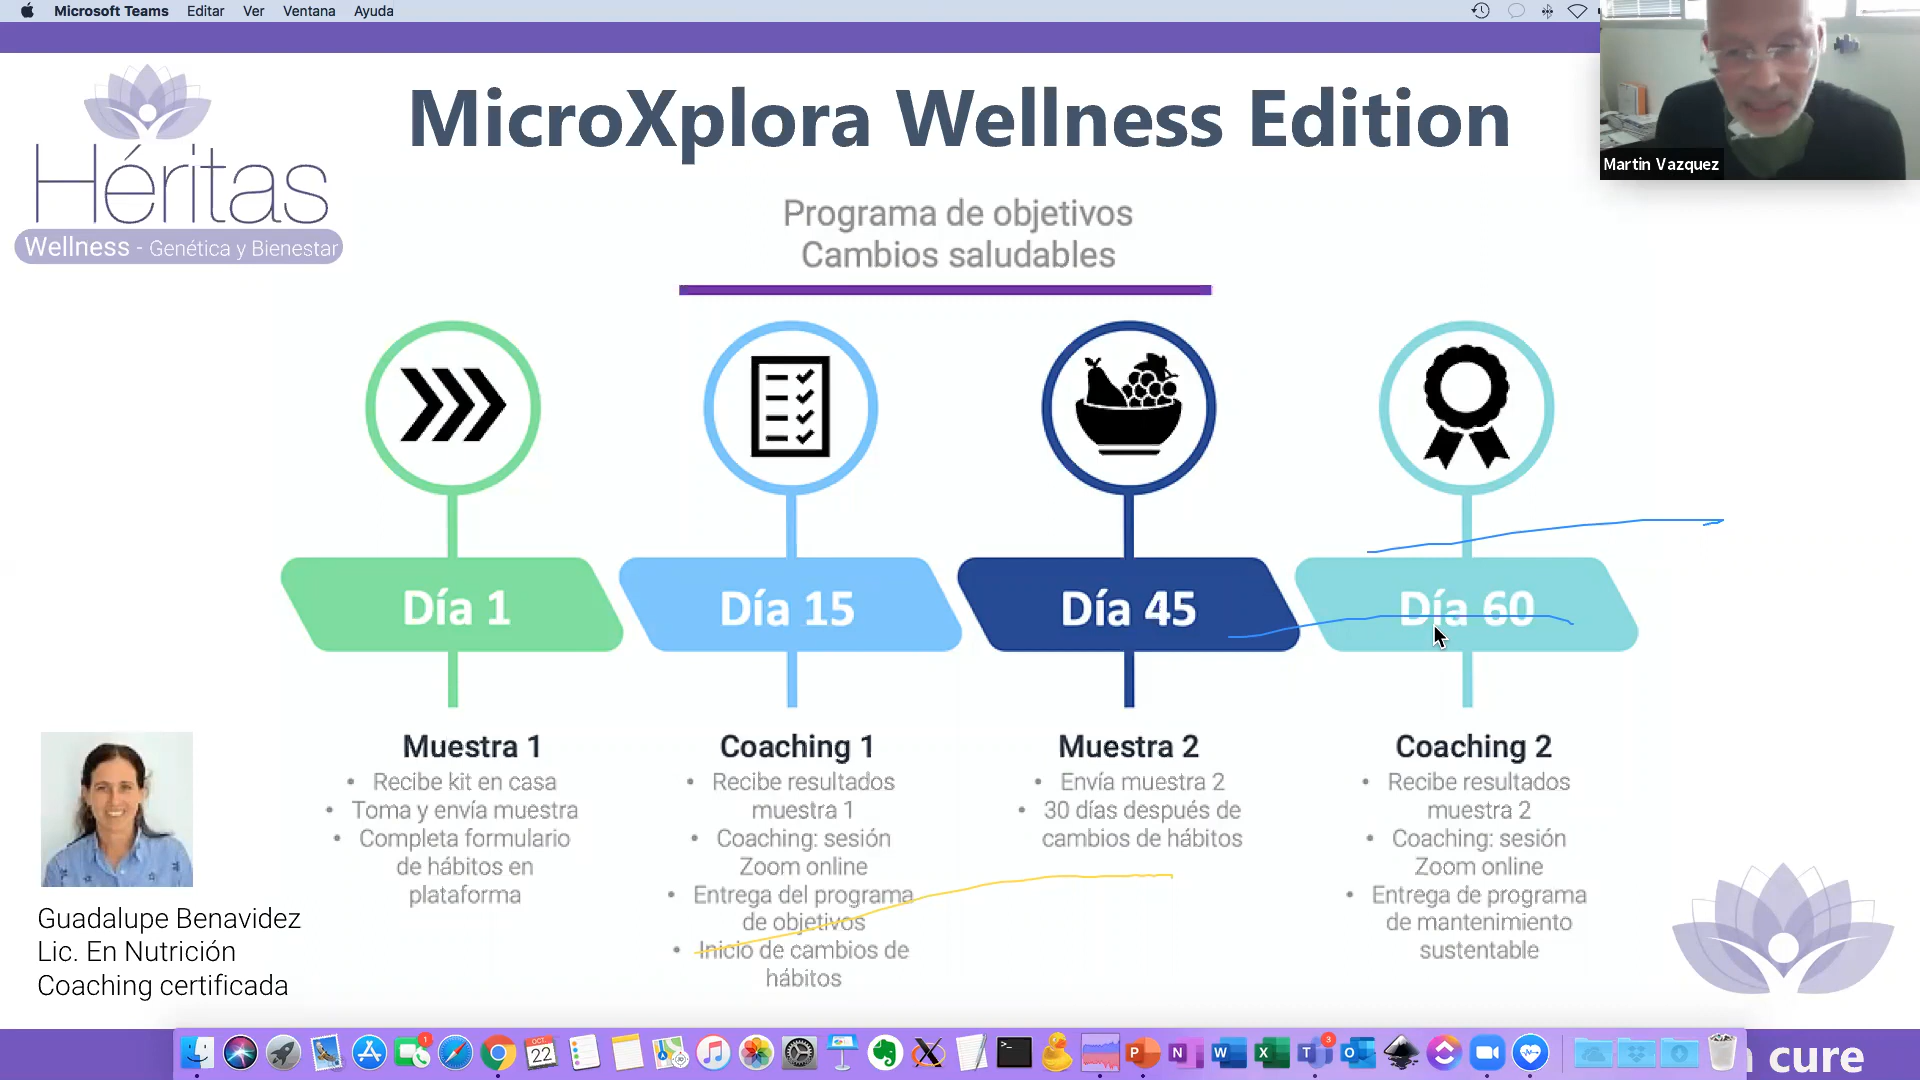 Microsoft Teams Editar Ver Ventana Ayuda
Martin Vazquez
Héritas
Wellness - Genética y Bienestar
MicroXplora Wellness Edition
Programa de objetivos
Cambios saludables
Día 1
Día 15
Día 45
Día 60
Muestra 1
• Recibe kit en casa
• Toma y envía muestra
• Completa formulario
de hábitos en
plataforma
Coaching 1
• Recibe resultados
muestra 1
• Coaching: sesión
Zoom online
• Entrega del programa
de objetivos
• Inicio de cambios de
hábitos
Muestra 2
• Envía muestra 2
• 30 días después de
cambios de hábitos
Coaching 2
• Recibe resultados
muestra 2
• Coaching: sesión
Zoom online
• Entrega de programa
de mantenimiento
sustentable
Guadalupe Benavidez
Lic. En Nutrición
Coaching certificada
1
OCT
22
3
cure